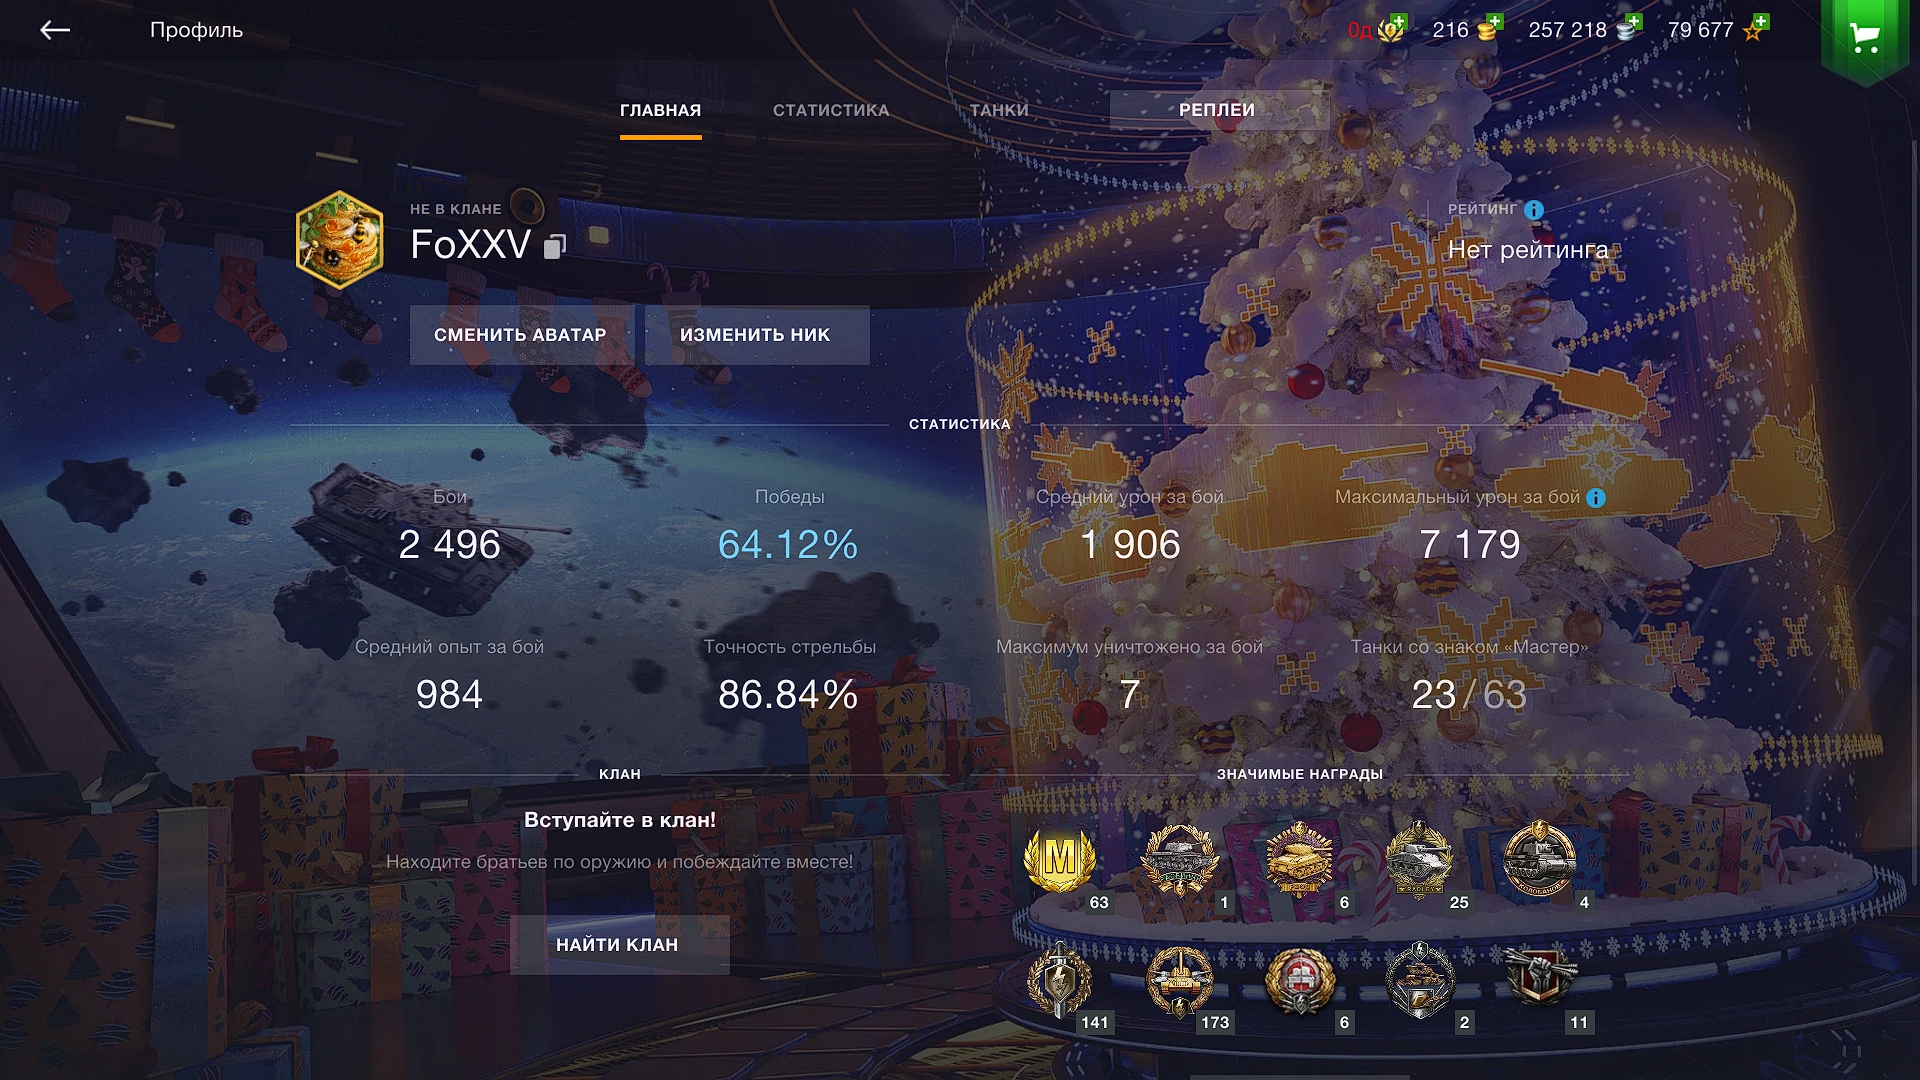 Профиль
0д
216
257 218
79 677
ГЛАВНАЯ
СТАТИСТИКА
ТАНКИ
РЕПЛЕИ
НЕ В КЛАНЕ
FoXXV
РЕЙТИНГ
Нет рейтинга
СМЕНИТЬ АВАТАР
ИЗМЕНИТЬ НИК
СТАТИСТИКА
Бои
2 496
Победы
64.12%
Средний урон за бой
1 906
Максимальный урон за бой
7 179
Средний опыт за бой
984
Точность стрельбы
86.84%
Максимум уничтожено за бой
7
Танки со знаком «Мастер»
23/63
КЛАН
Вступайте в клан!
Находите братьев по оружию и побеждайте вместе!
НАЙТИ КЛАН
ЗНАЧИМЫЕ НАГРАДЫ
M
63
1
6
RADLEY
25
КОЛОБАНОВ
4
141
173
6
2
11